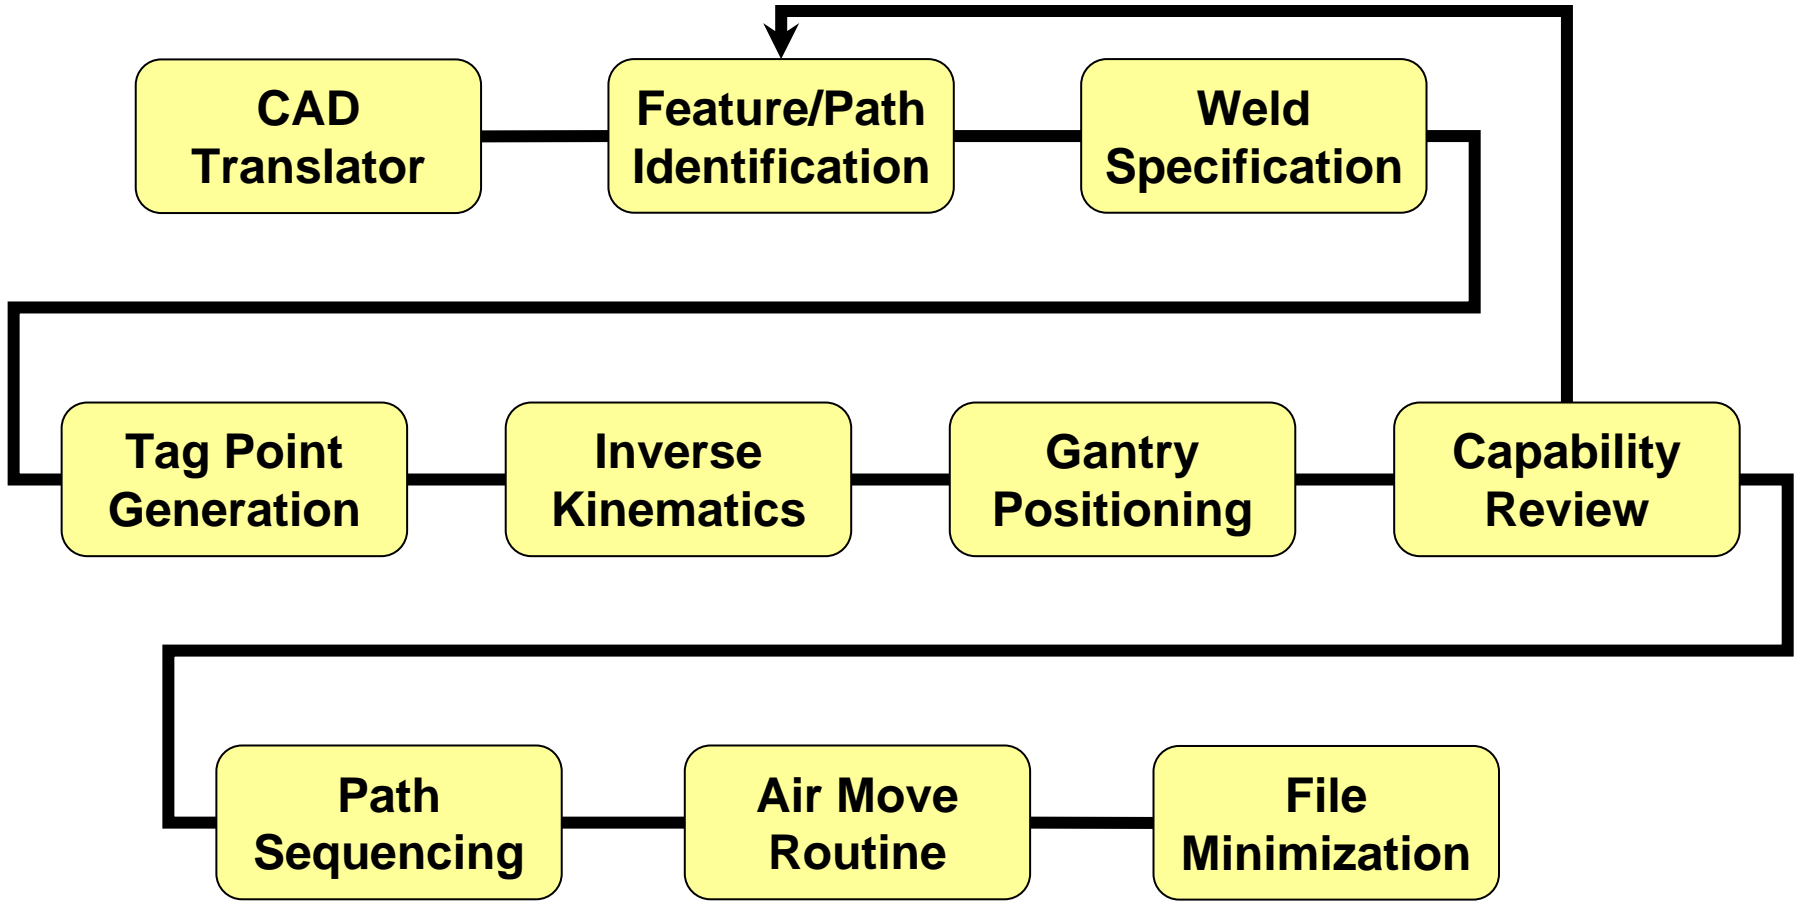 CAD
Translator
Feature/Path
Identification
Weld
Specification
Tag Point
Generation
Inverse
Kinematics
Gantry
Positioning
Capability
Review
Path
Sequencing
Air Move
Routine
File
Minimization